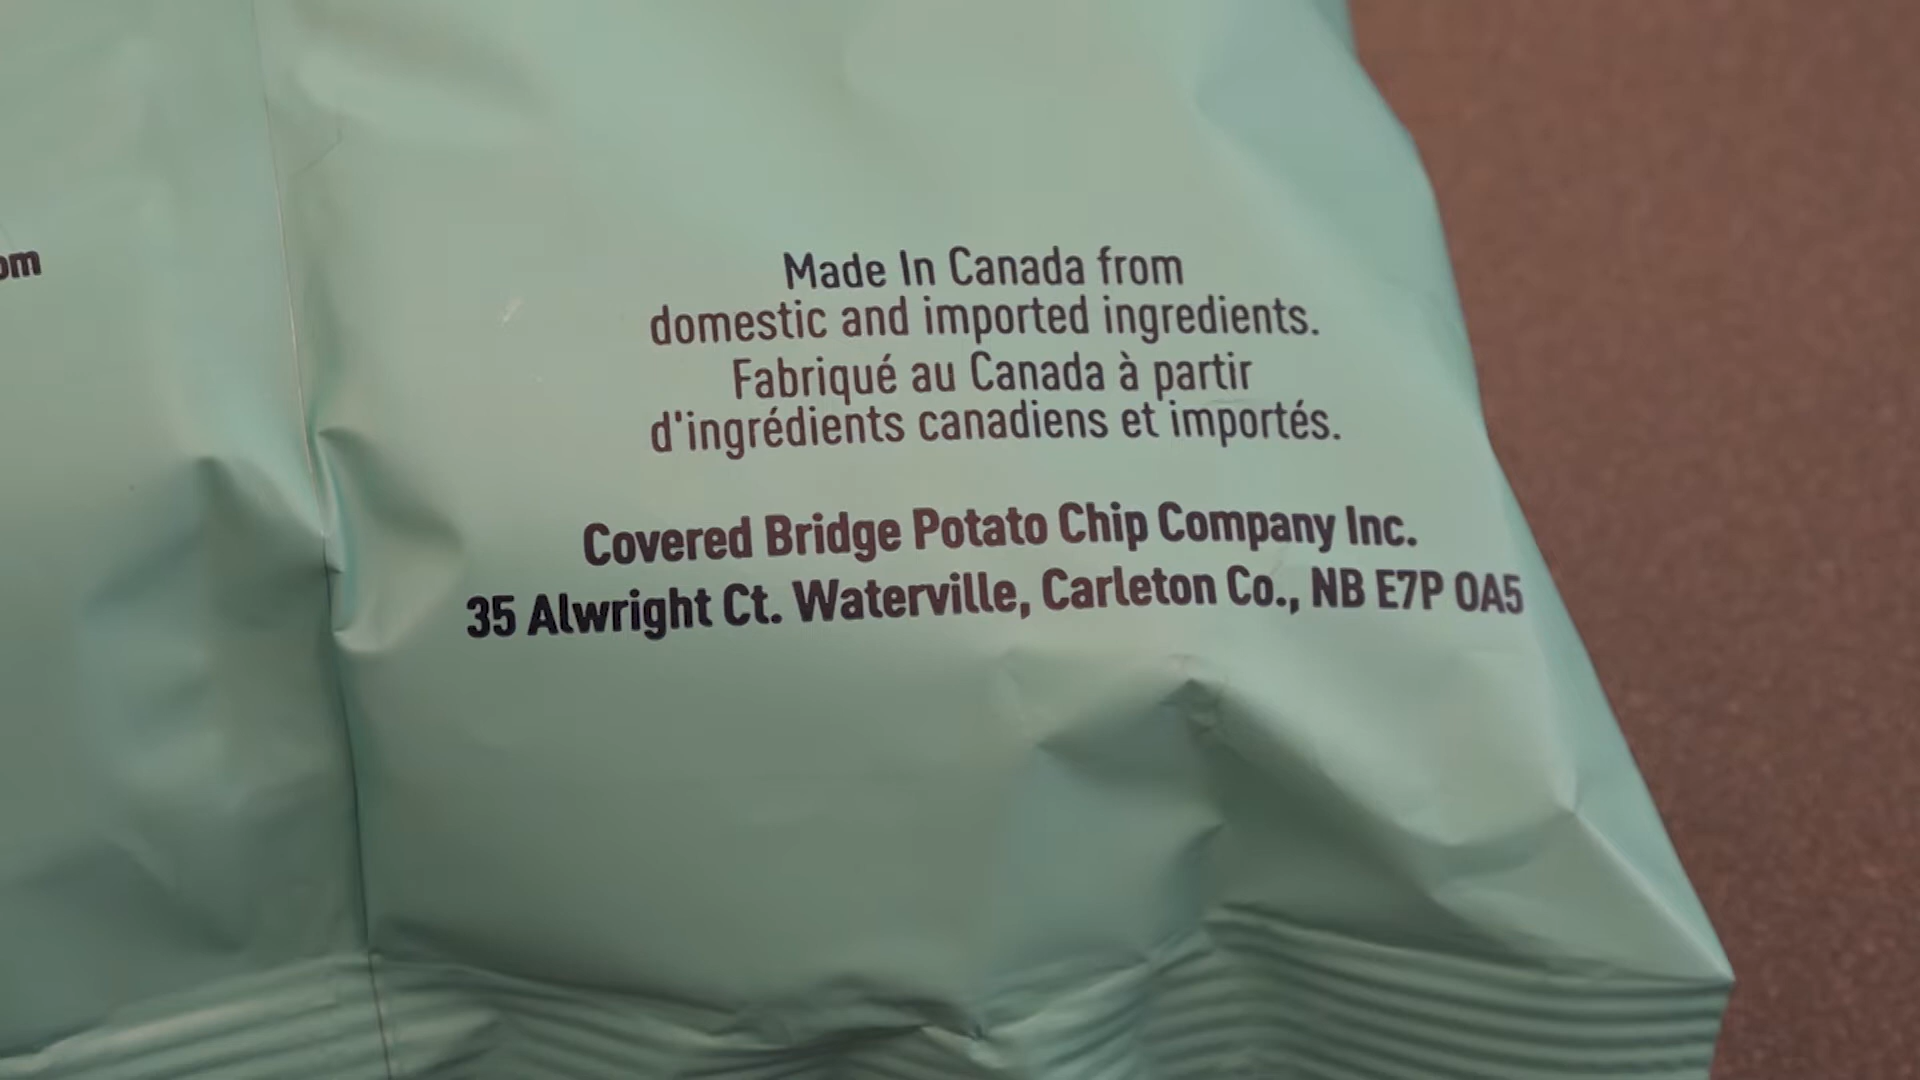 om
Made In Canada from
domestic and imported ingredients.
Fabriqué au Canada à partir
d'ingrédients canadiens et importés.
Covered Bridge Potato Chip Company Inc.
35 Alwright Ct. Waterville, Carleton Co., NB E7P 0A5